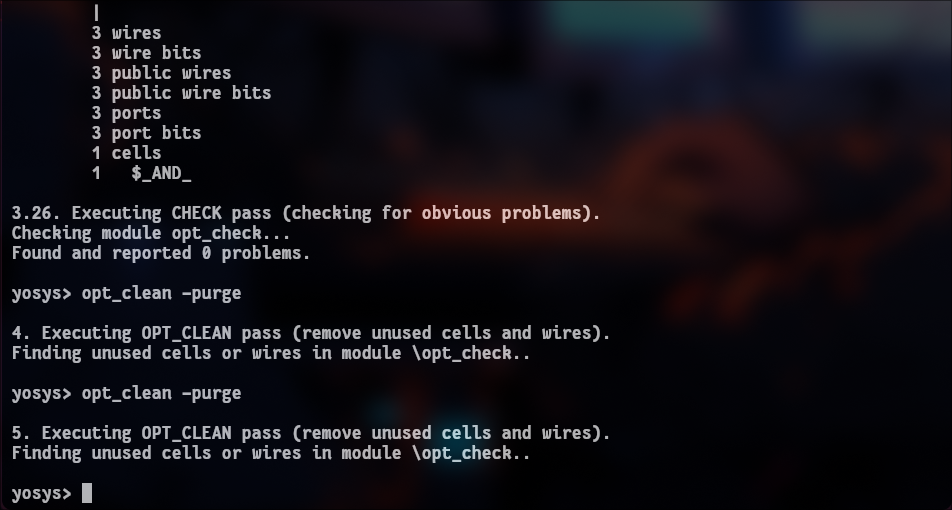 |
3 wires
3 wire bits
3 public wires
3 public wire bits
3 ports
3 port bits
1 cells
1   $_AND_
3.26. Executing CHECK pass (checking for obvious problems).
Checking module opt_check...
Found and reported 0 problems.
yosys> opt_clean -purge
4. Executing OPT_CLEAN pass (remove unused cells and wires).
Finding unused cells or wires in module \opt_check..
yosys> opt_clean -purge
5. Executing OPT_CLEAN pass (remove unused cells and wires).
Finding unused cells or wires in module \opt_check..
yosys>